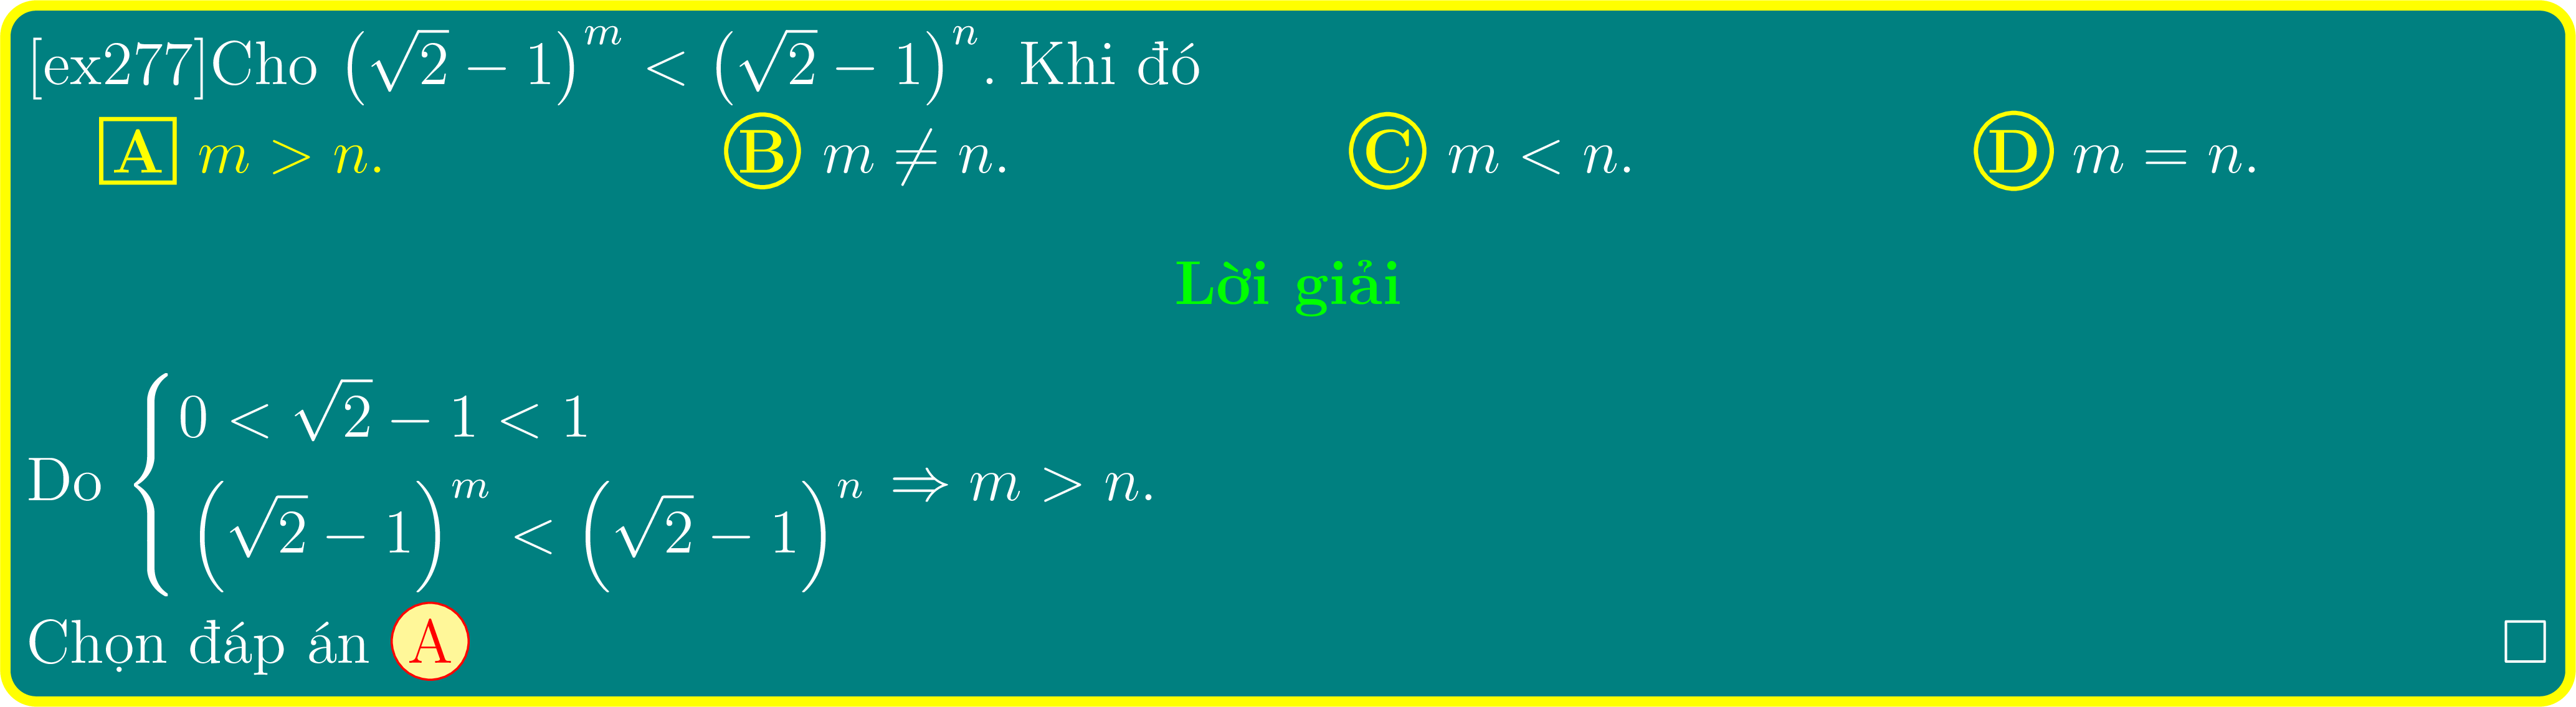 [ex277]Cho $\left(\sqrt{2}-1\right)^m < \left(\sqrt{2}-1\right)^n$. Khi đó
A $m > n$. B $m \neq n$. C $m < n$. D $m = n$.
Lời giải
Do $\begin{cases} 0 < \sqrt{2}-1 < 1 \\ \left(\sqrt{2}-1\right)^m < \left(\sqrt{2}-1\right)^n \end{cases} \Rightarrow m > n$.
Chọn đáp án A □